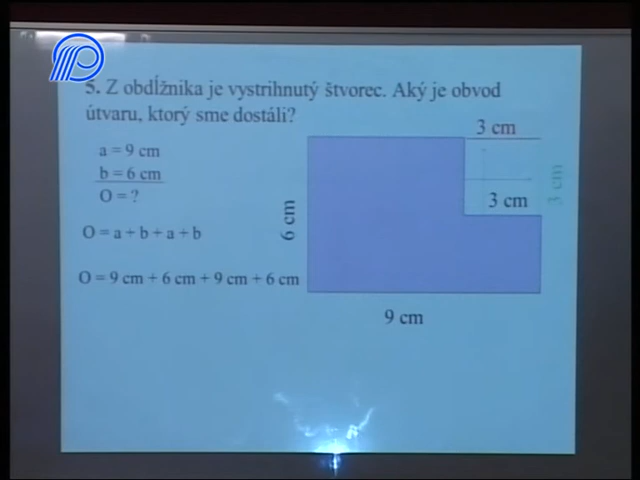 5. Z obdĺžnika je vystrihnutý štvorec. Aký je obvod
útvaru, ktorý sme dostáli?
a = 9 cm
b = 6 cm
O = ?
O = a + b + a + b
O = 9 cm + 6 cm + 9 cm + 6 cm
3 cm
3 cm
3 cm
6 cm
9 cm